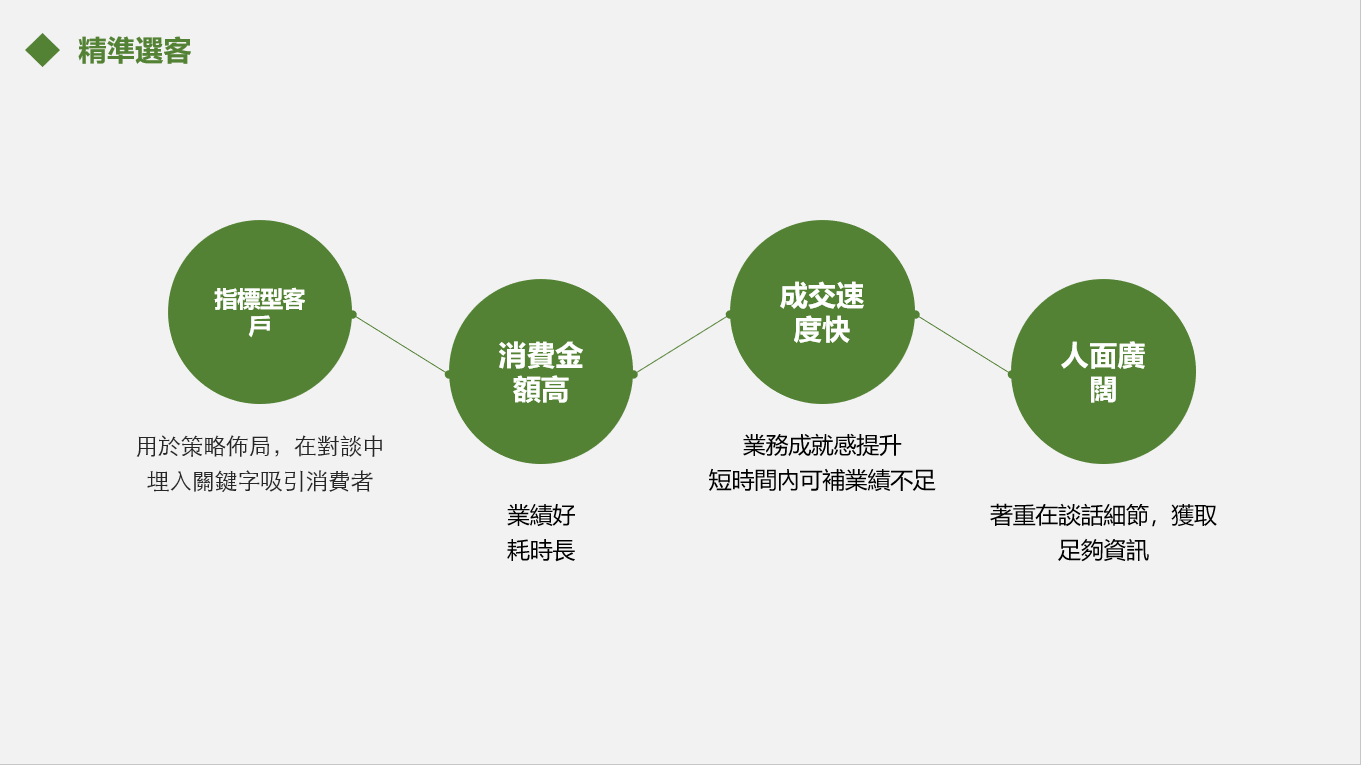 精準選客
指標型客
戶
用於策略佈局，在對談中
埋入關鍵字吸引消費者
消費金
額高
業績好
耗時長
成交速
度快
業務成就感提升
短時間內可補業績不足
人面廣
闊
著重在談話細節，獲取
足夠資訊